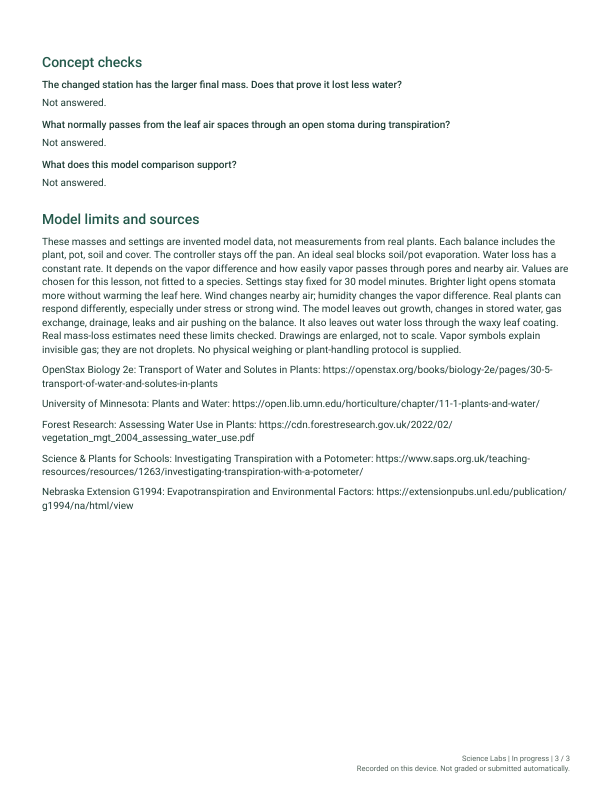 Concept checks
The changed station has the larger final mass. Does that prove it lost less water?
Not answered.
What normally passes from the leaf air spaces through an open stoma during transpiration?
Not answered.
What does this model comparison support?
Not answered.
Model limits and sources
These masses and settings are invented model data, not measurements from real plants. Each balance includes the
plant, pot, soil and cover. The controller stays off the pan. An ideal seal blocks soil/pot evaporation. Water loss has a
constant rate. It depends on the vapor difference and how easily vapor passes through pores and nearby air. Values are
chosen for this lesson, not fitted to a species. Settings stay fixed for 30 model minutes. Brighter light opens stomata
more without warming the leaf here. Wind changes nearby air; humidity changes the vapor difference. Real plants can
respond differently, especially under stress or strong wind. The model leaves out growth, changes in stored water, gas
exchange, drainage, leaks and air pushing on the balance. It also leaves out water loss through the waxy leaf coating.
Real mass-loss estimates need these limits checked. Drawings are enlarged, not to scale. Vapor symbols explain
invisible gas; they are not droplets. No physical weighing or plant-handling protocol is supplied.
OpenStax Biology 2e: Transport of Water and Solutes in Plants: https://openstax.org/books/biology-2e/pages/30-5-
transport-of-water-and-solutes-in-plants
University of Minnesota: Plants and Water: https://open.lib.umn.edu/horticulture/chapter/11-1-plants-and-water/
Forest Research: Assessing Water Use in Plants: https://cdn.forestresearch.gov.uk/2022/02/
vegetation_mgt_2004_assessing_water_use.pdf
Science & Plants for Schools: Investigating Transpiration with a Potometer: https://www.saps.org.uk/teaching-
resources/resources/1263/investigating-transpiration-with-a-potometer/
Nebraska Extension G1994: Evapotranspiration and Environmental Factors: https://extensionpubs.unl.edu/publication/
g1994/na/html/view
Science Labs | In progress | 3 / 3
Recorded on this device. Not graded or submitted automatically.